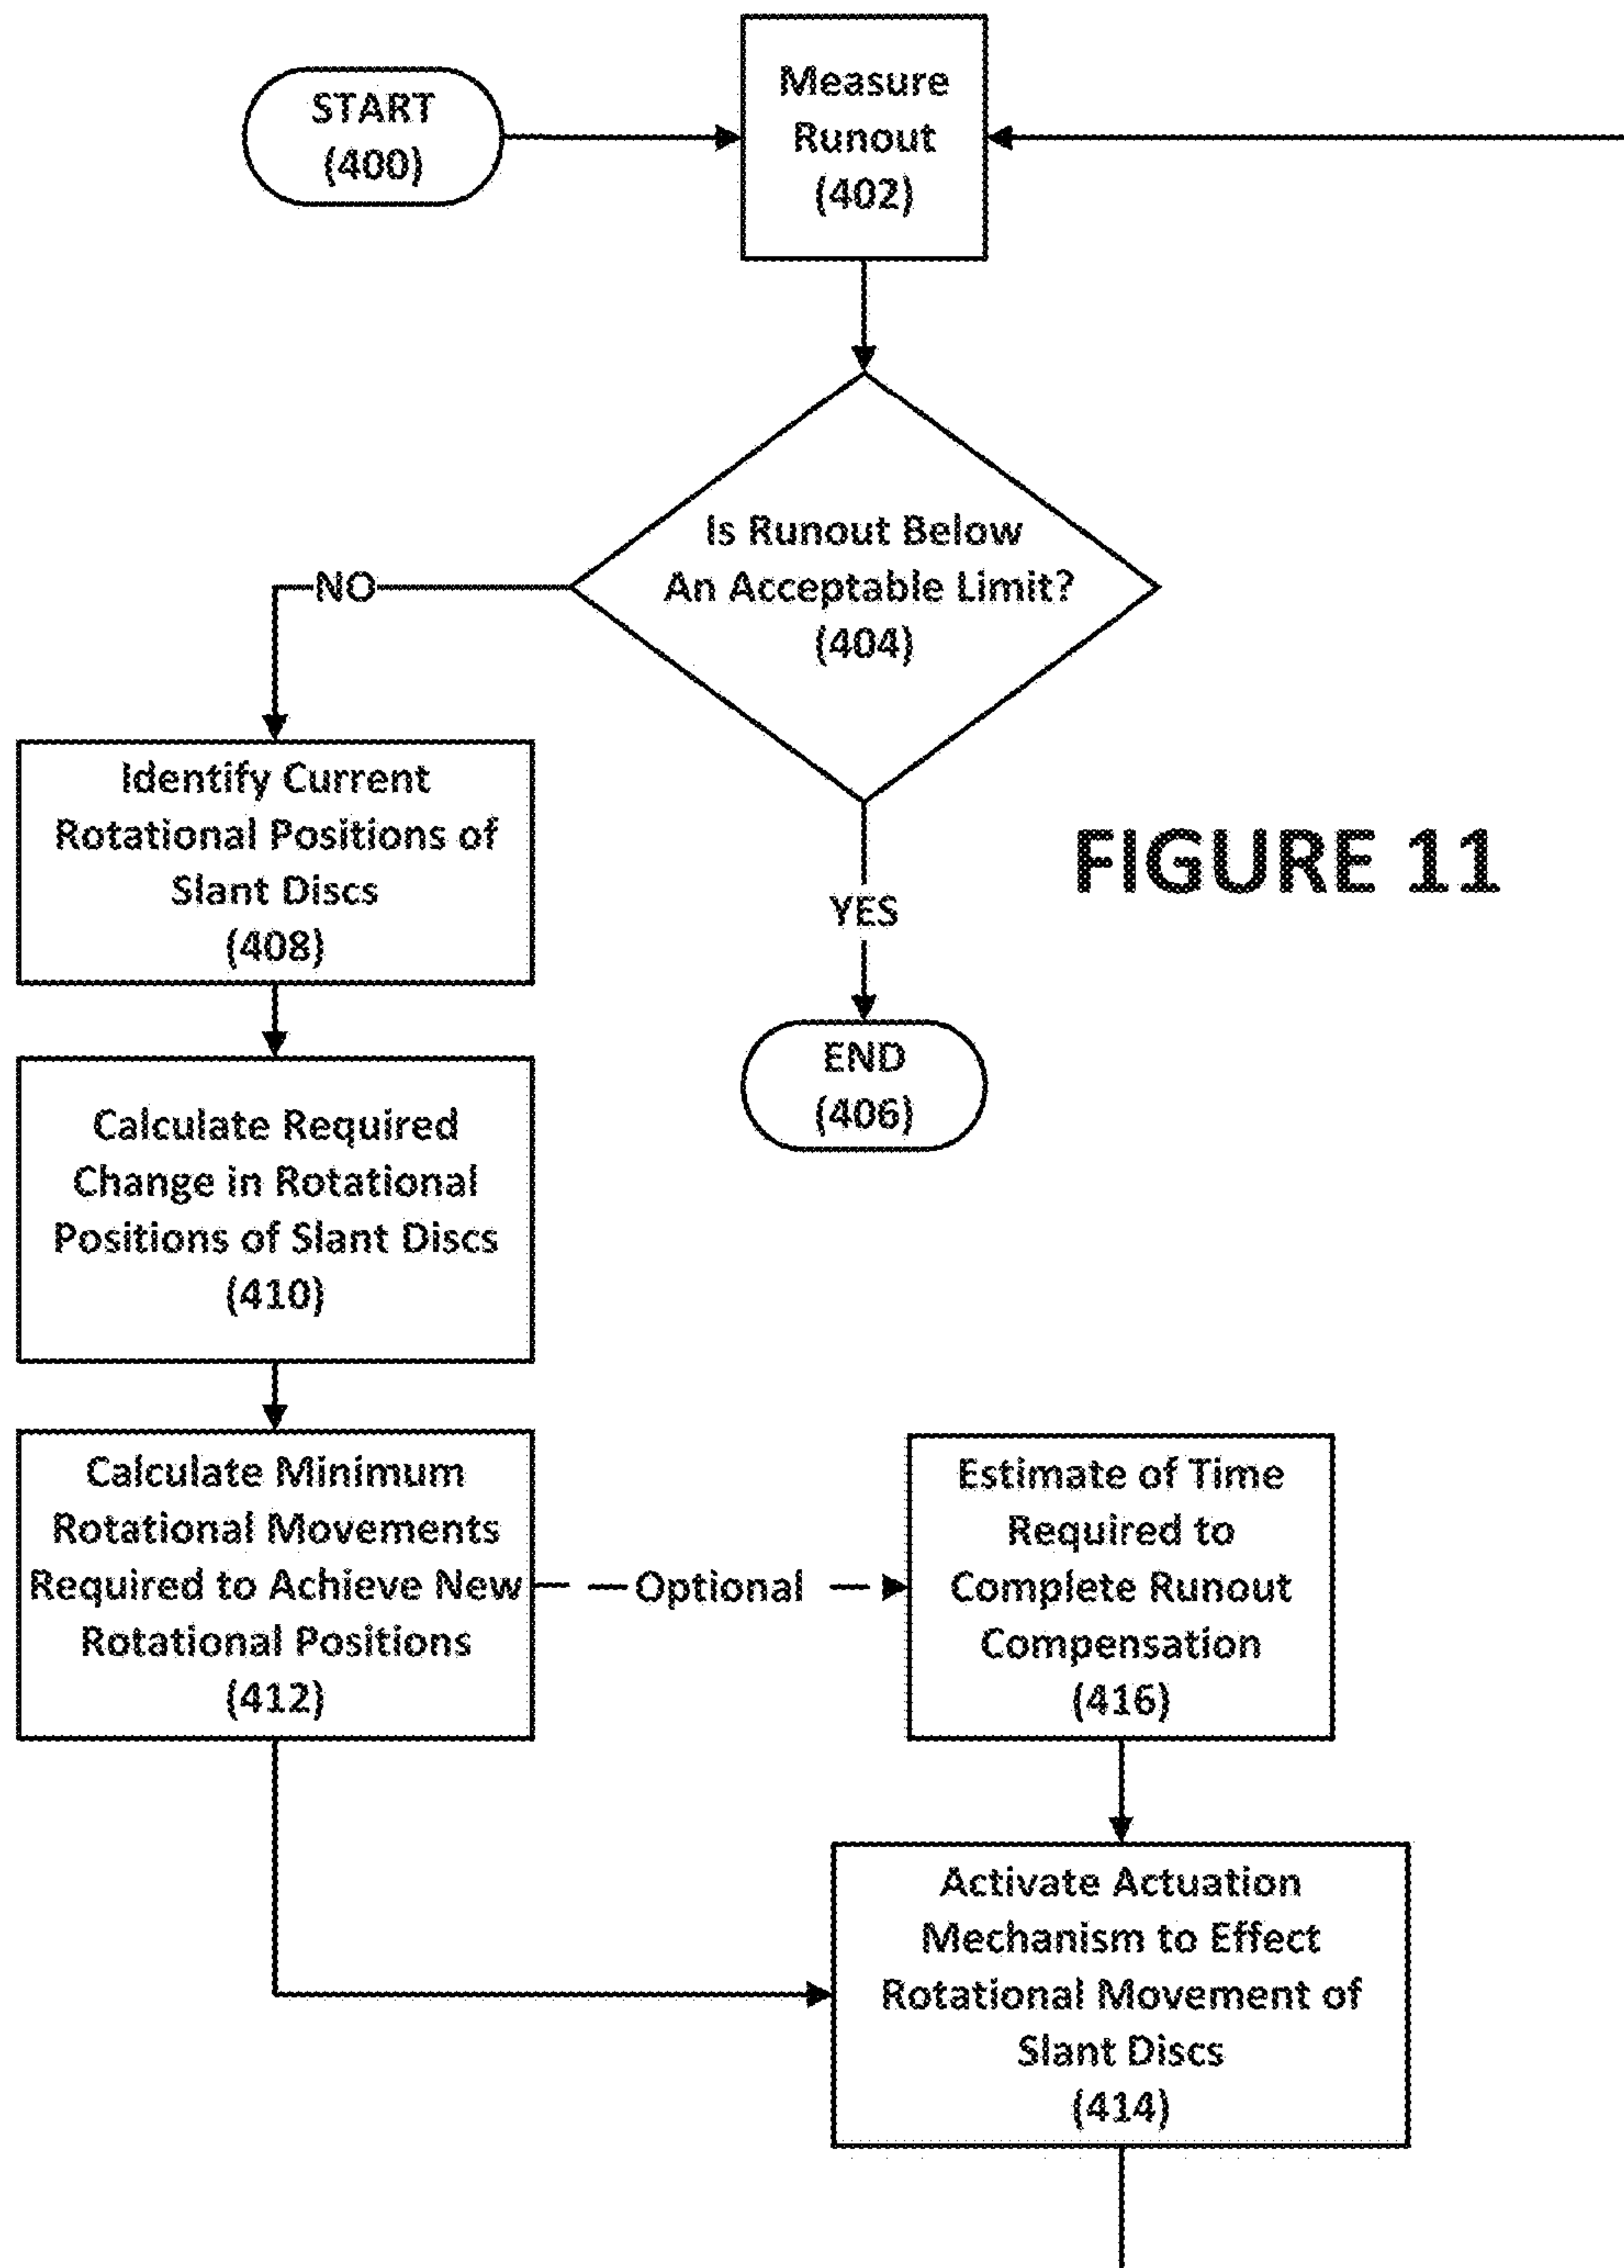 START
(400)
Measure
Runout
(402)
Is Runout Below
An Acceptable Limit?
(404)
NO
Identify Current
Rotational Positions of
Slant Discs
(408)
FIGURE 11
YES
END
(406)
Calculate Required
Change in Rotational
Positions of Slant Discs
(410)
Calculate Minimum
Rotational Movements
Required to Achieve New
Rotational Positions
(412)
Optional
Estimate of Time
Required to
Complete Runout
Compensation
(416)
Activate Actuation
Mechanism to Effect
Rotational Movement of
Slant Discs
(414)